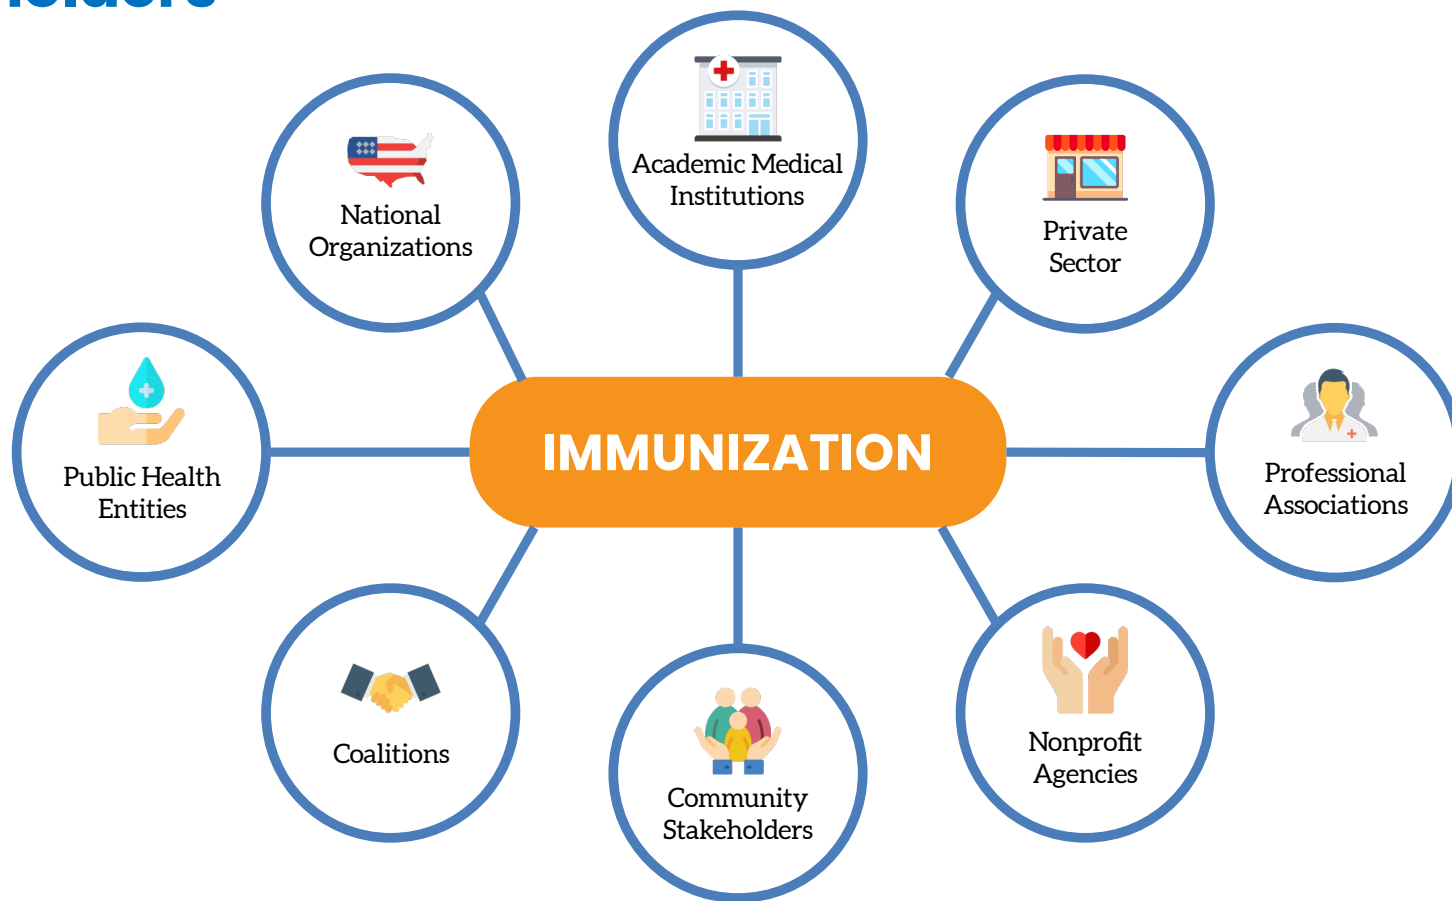 Academic Medical
Institutions
National
Organizations
Private
Sector
IMMUNIZATION
Public Health
Entities
Professional
Associations
Coalitions
Nonprofit
Agencies
Community
Stakeholders